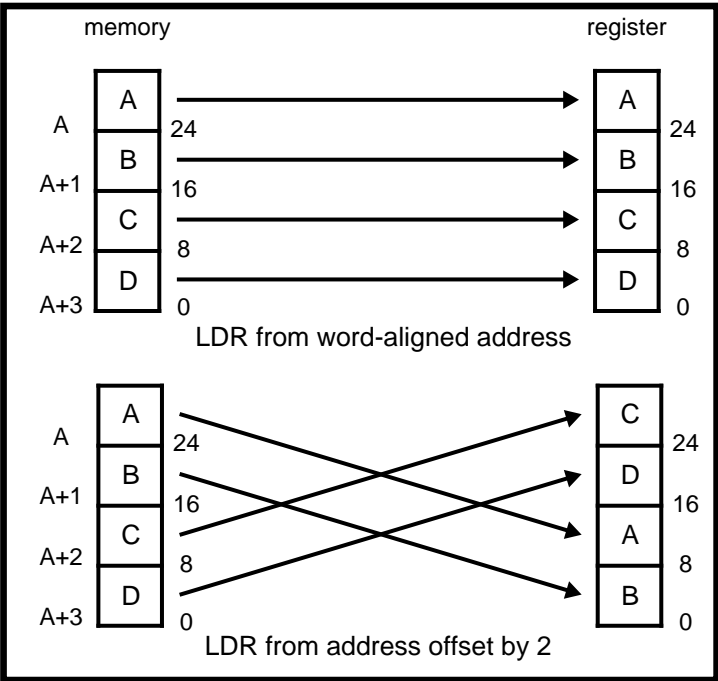 memory register
A A
A 24 24
B B
A+1 16 16
C C
A+2 8 8
D D
A+3 0 0
LDR from word-aligned address
A C
A 24 24
B D
A+1 16 16
C A
A+2 8 8
D B
A+3 0 0
LDR from address offset by 2